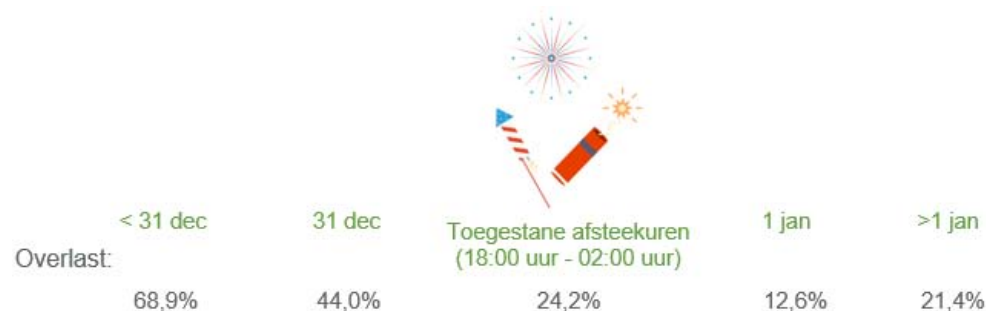 < 31 dec 31 dec Toegestane afsteekuren 1 jan >1 jan
(18:00 uur - 02:00 uur)
Overlast:
68,9% 44,0% 24,2% 12,6% 21,4%